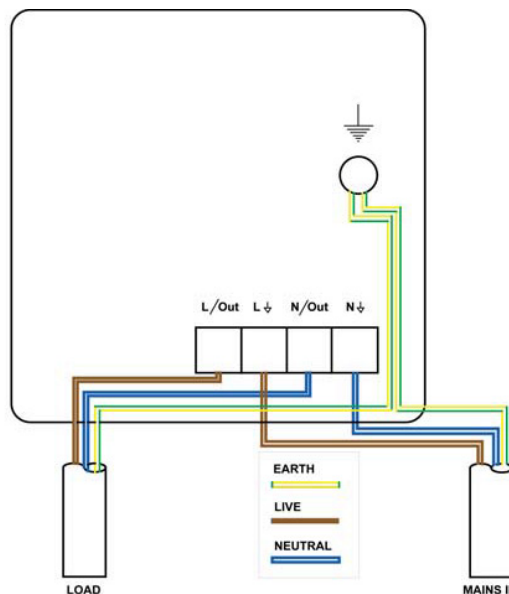 L/Out L N/Out N
EARTH
LIVE
NEUTRAL
LOAD
MAINS I